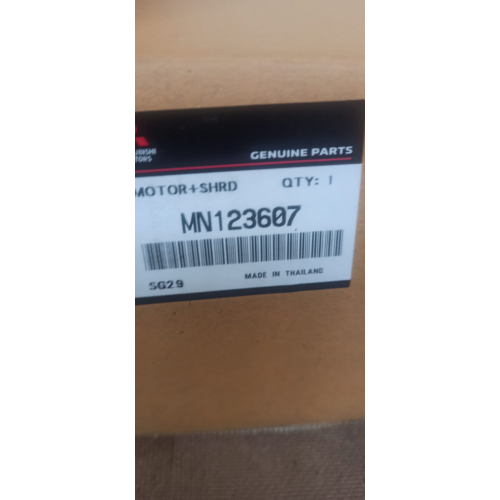 GENUINE PARTS
MOTOR+SHRD QTY: 1
MN123607
SG29 MADE IN THAILAND